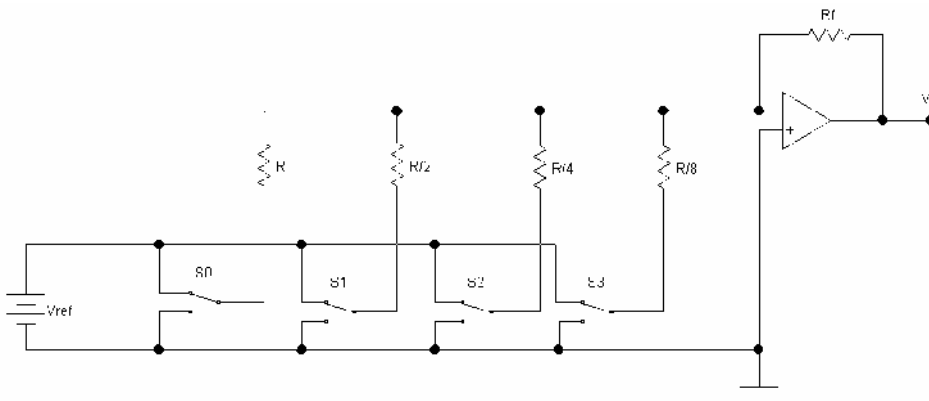 Rf
V
+
R
R/2
R/4
R/8
S0
S1
S2
S3
Vref